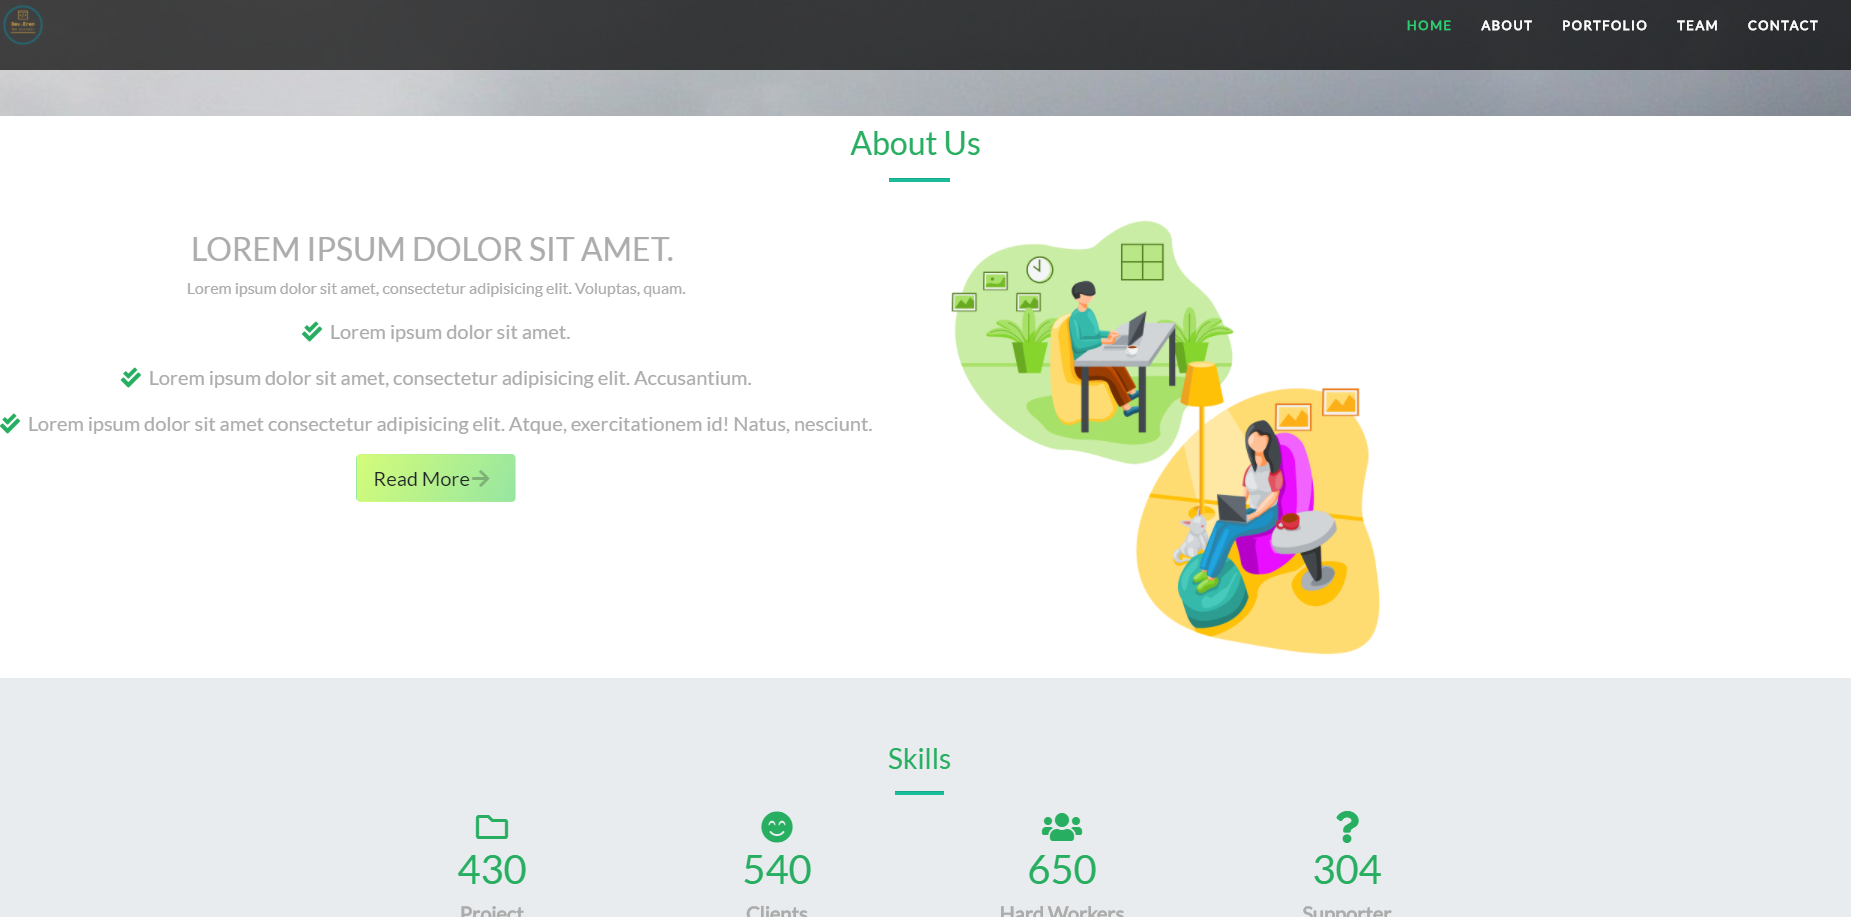 HOME ABOUT PORTFOLIO TEAM CONTACT
About Us
LOREM IPSUM DOLOR SIT AMET.
Lorem ipsum dolor sit amet, consectetur adipisicing elit. Voluptas, quam.
Lorem ipsum dolor sit amet.
Lorem ipsum dolor sit amet, consectetur adipisicing elit. Accusantium.
Lorem ipsum dolor sit amet consectetur adipisicing elit. Atque, exercitationem id! Natus, nesciunt.
Read More
Skills
430 540 650 304
Project Clients Hard Workers Supporter